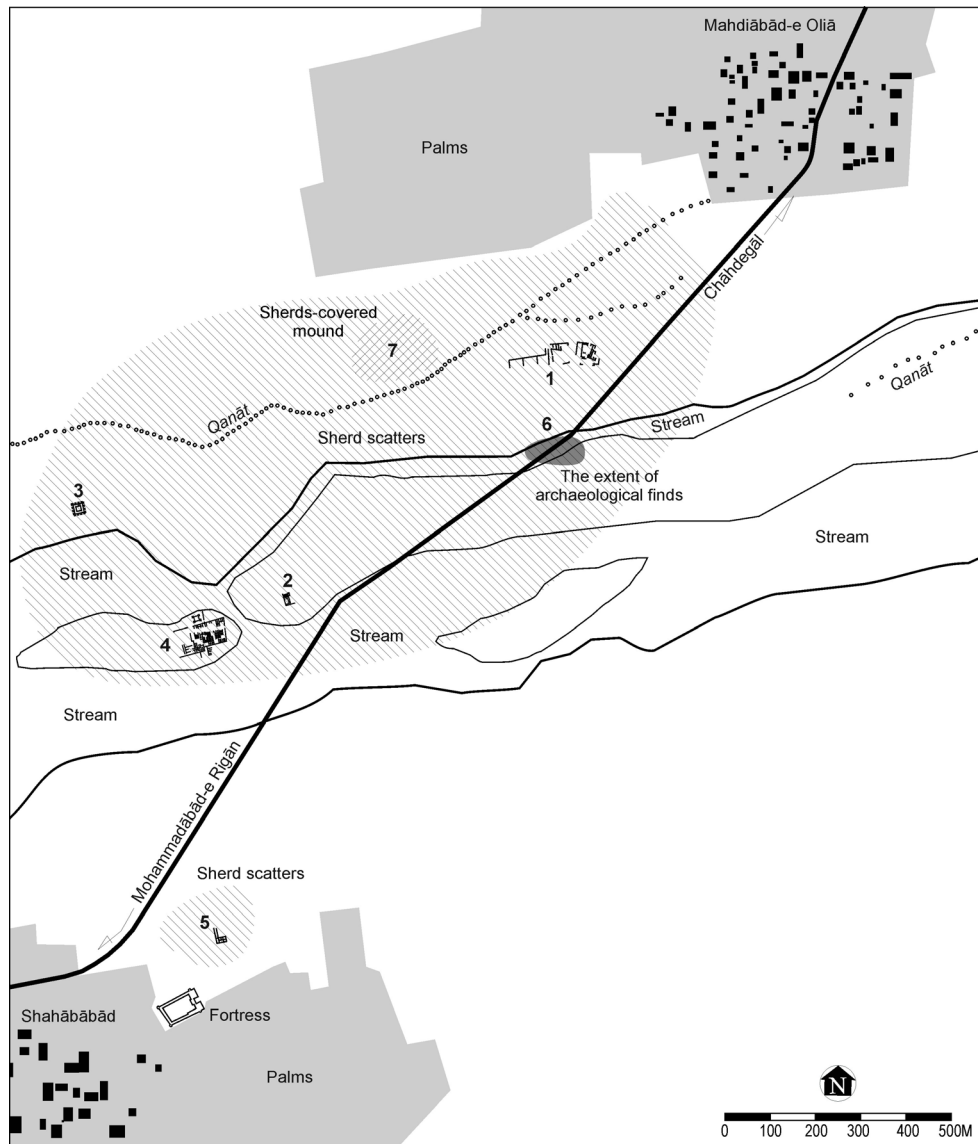 Mahdiābād-e Oliā
Palms
Chāhdegāl
Sherds-covered
mound
7
1
Qanāt
Qanāt
6
Sherd scatters
Stream
The extent of
archaeological finds
3
Stream
Stream
2
4
Stream
Stream
Mohammadābād-e Rigān
Sherd scatters
5
Shahābābād
Fortress
Palms
N
0 100 200 300 400 500M